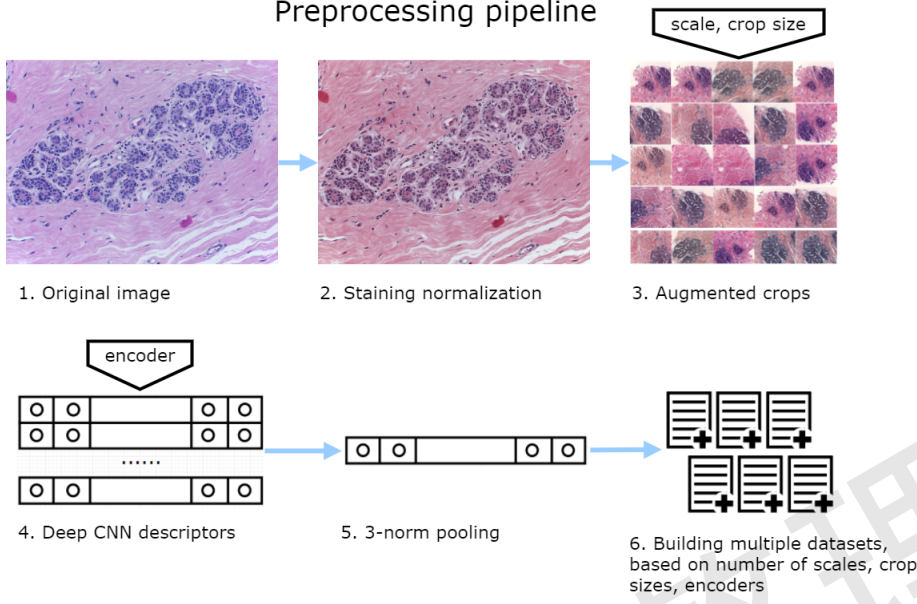 Preprocessing pipeline
scale, crop size
1. Original image
2. Staining normalization
3. Augmented crops
encoder
......
4. Deep CNN descriptors
5. 3-norm pooling
6. Building multiple datasets,
based on number of scales, crop
sizes, encoders